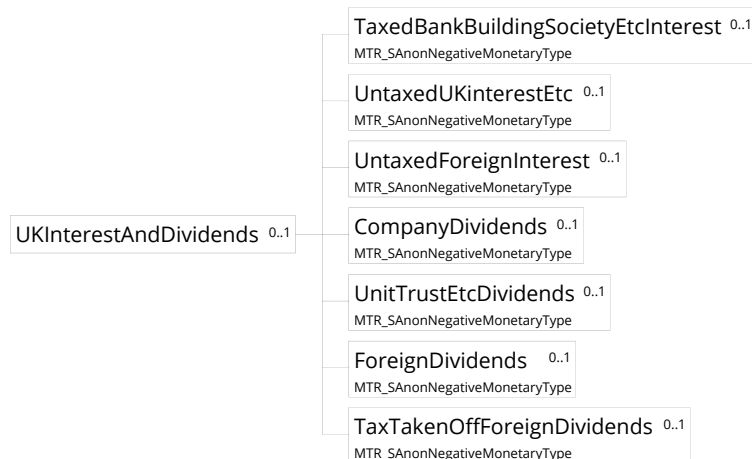 TaxedBankBuildingSocietyEtcInterest 0..1
MTR_SAnonNegativeMonetaryType
UntaxedUKinterestEtc 0..1
MTR_SAnonNegativeMonetaryType
UntaxedForeignInterest 0..1
MTR_SAnonNegativeMonetaryType
UKInterestAndDividends 0..1
CompanyDividends 0..1
MTR_SAnonNegativeMonetaryType
UnitTrustEtcDividends 0..1
MTR_SAnonNegativeMonetaryType
ForeignDividends 0..1
MTR_SAnonNegativeMonetaryType
TaxTakenOffForeignDividends 0..1
MTR_SAnonNegativeMonetaryType